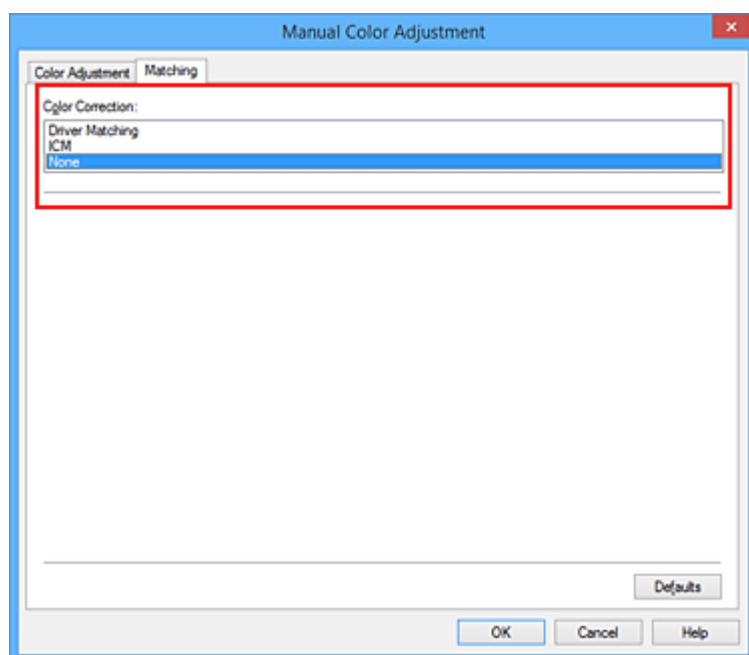 Manual Color Adjustment
Color Adjustment Matching
Color Correction:
Driver Matching
ICM
None
Defaults
OK Cancel Help